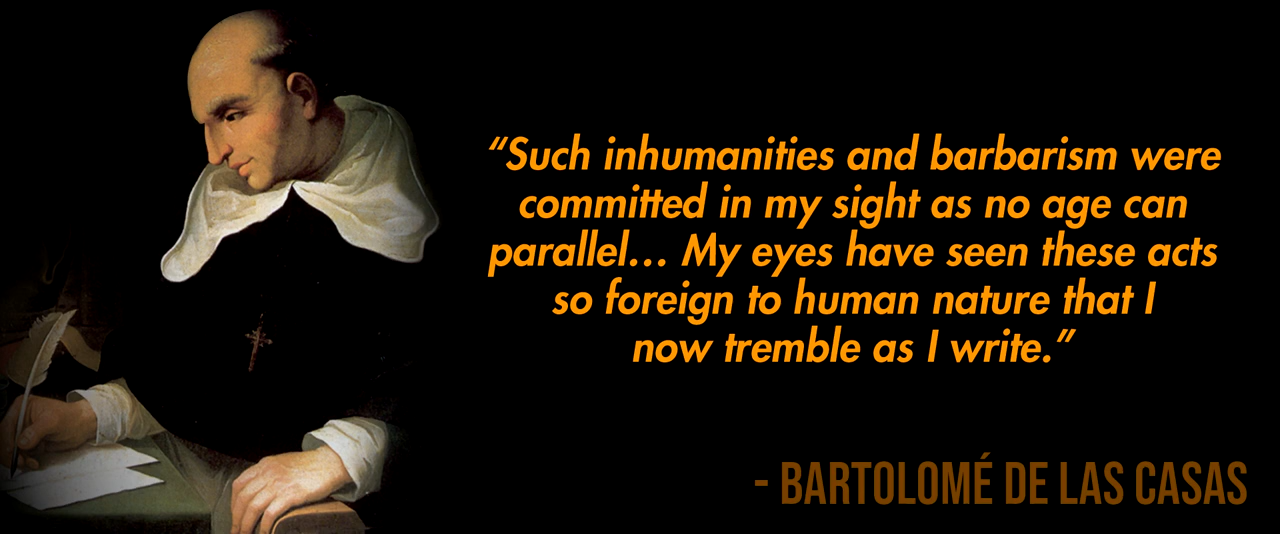 “Such inhumanities and barbarism were
committed in my sight as no age can
parallel... My eyes have seen these acts
so foreign to human nature that I
now tremble as I write.”
- BARTOLOMÉ DE LAS CASAS